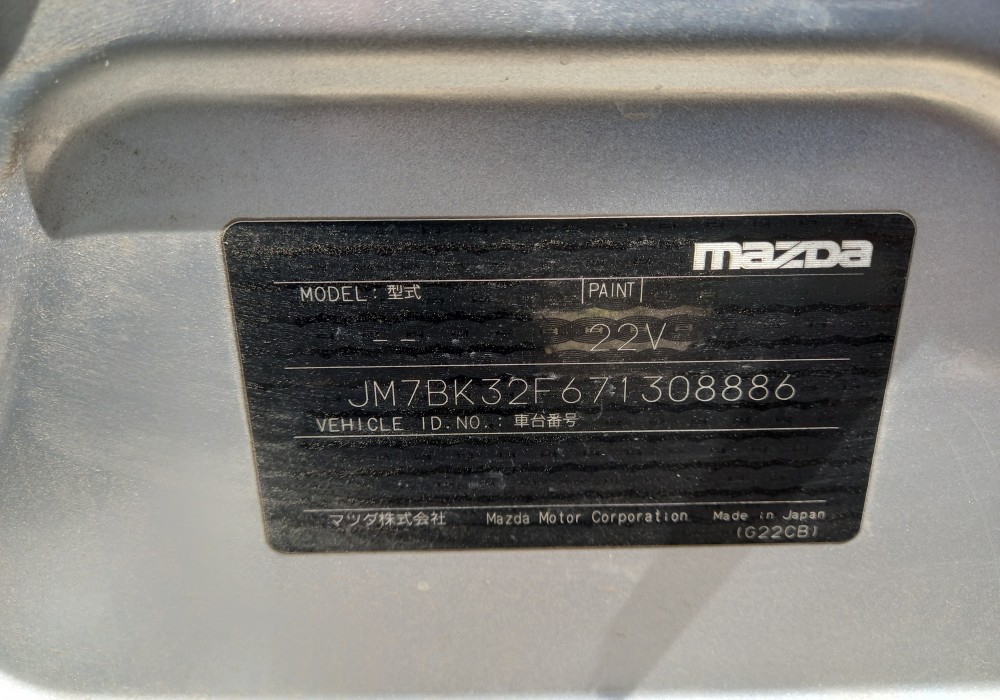 mazda
MODEL : 型式 PAINT
-- - 22V
JM7BK32F671308886
VEHICLE ID.NO. : 車台番号
マツダ株式会社 Mazda Motor Corporation Made in Japan
(G22CB)